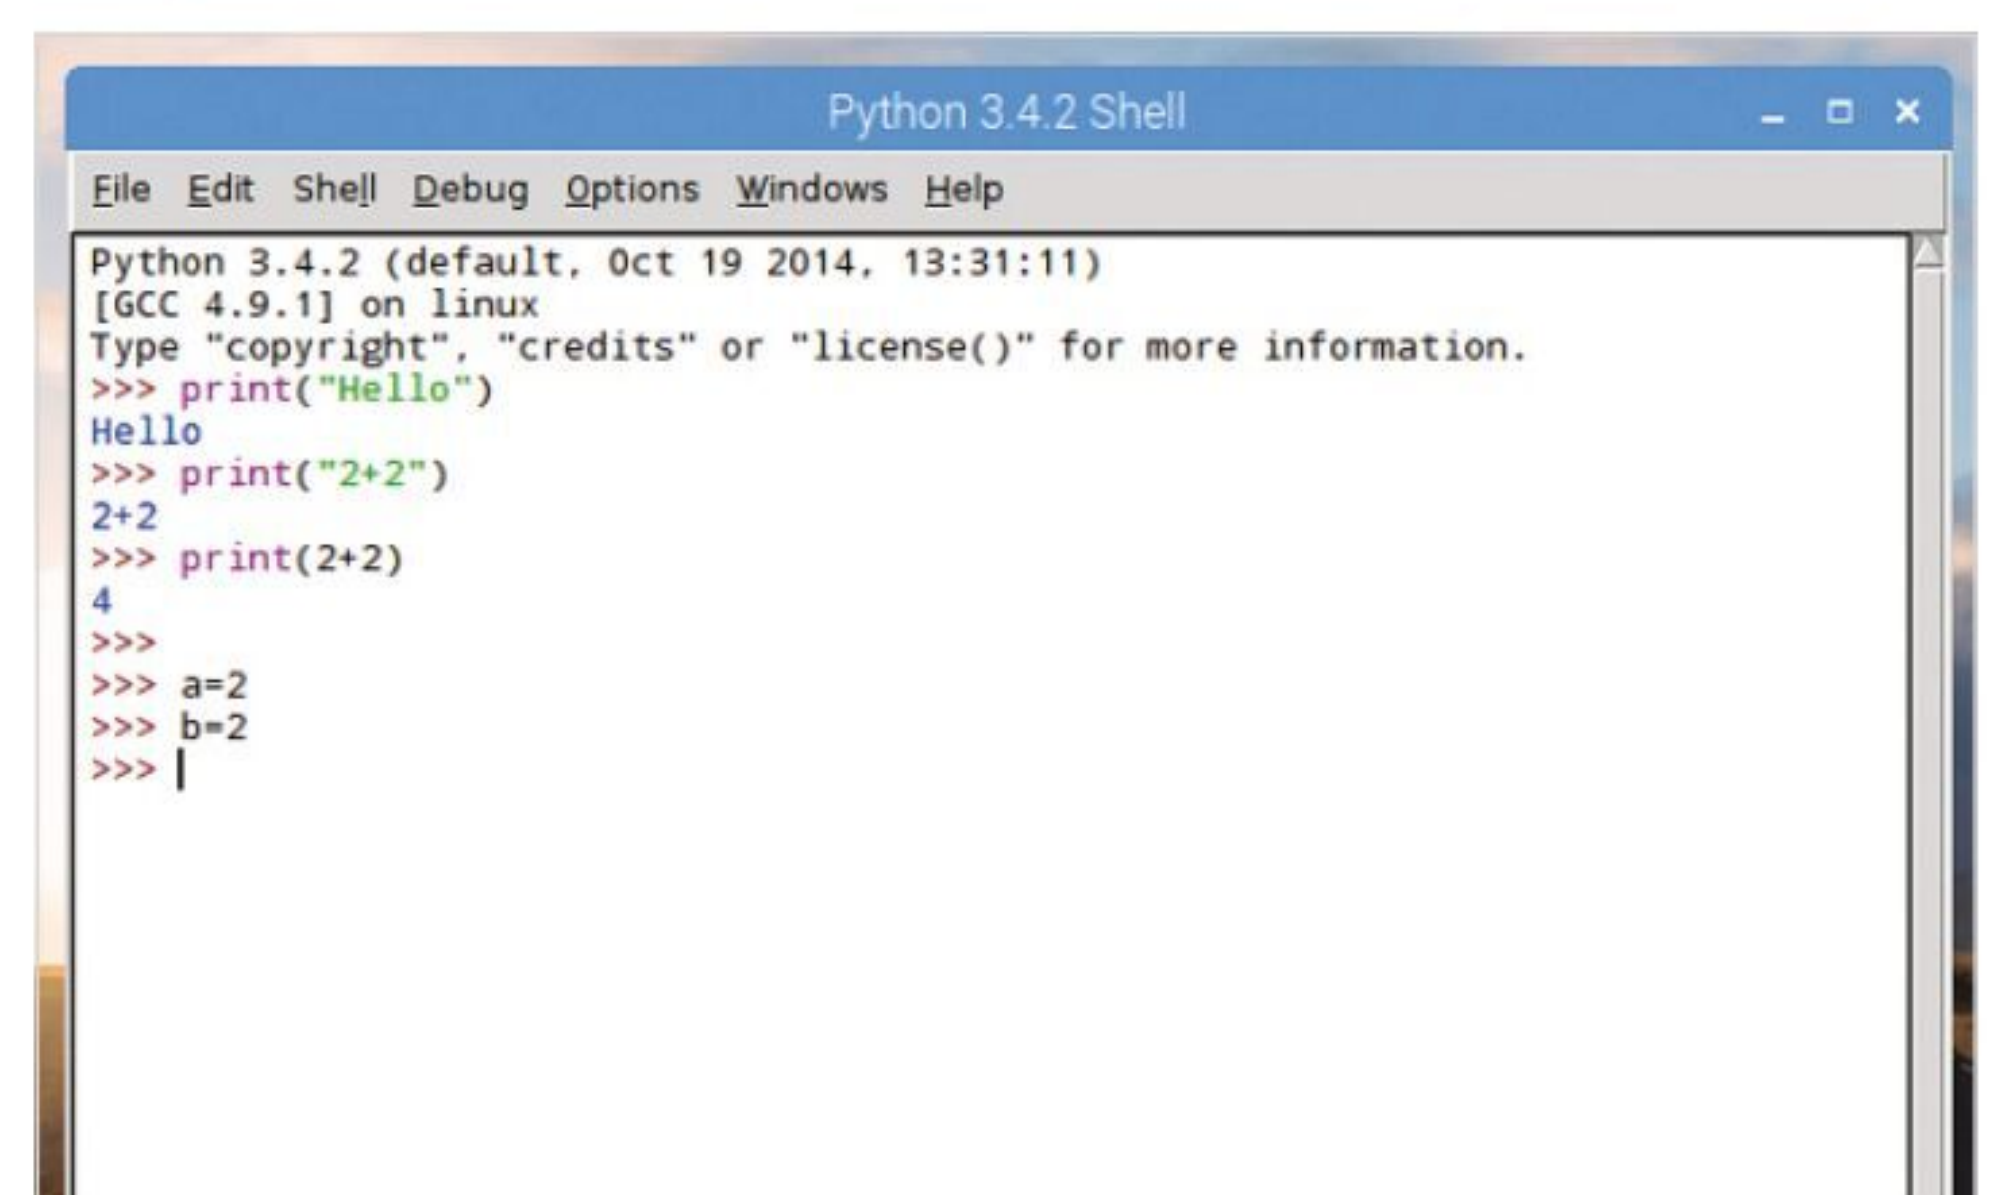 Python 3.4.2 Shell
File Edit Shell Debug Options Windows Help
Python 3.4.2 (default, Oct 19 2014, 13:31:11)
[GCC 4.9.1] on linux
Type "copyright", "credits" or "license()" for more information.
>>> print("Hello")
Hello
>>> print("2+2")
2+2
>>> print(2+2)
4
>>>
>>> a=2
>>> b=2
>>>